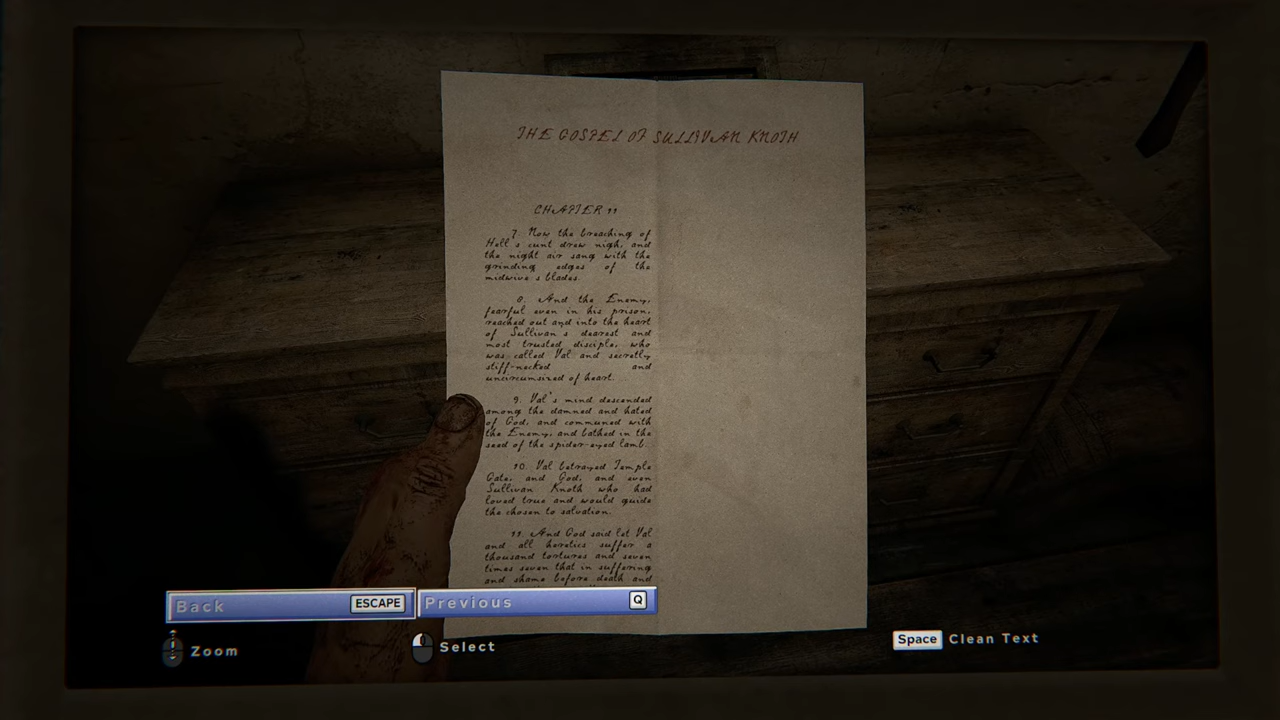 THE GOSPEL OF SULLIVAN KNOTH
CHAPTER 11
7. Now the breaching of
Hell s cunt drew nigh, and
the night air sang with the
grinding edges of the
midwive s blades.
8. And the Enemy,
fearful even in his prison,
reached out and into the heart
of Sullivan s dearest and
most trusted disciple, who
was called Val and secretly
stiff-necked and
uncircumsized of heart.
9. Val's mind descended
among the damned and hated
of God, and communed with
the Enemy, and bathed in the
seed of the spider-eyed lamb.
10. Val betrayed Temple
Gate, and God, and even
Sullivan Knoth who had
loved true and would guide
the chosen to salvation.
11. And God said let Val
and all heretics suffer a
thousand tortures and seven
times seven that in suffering
and shame before death and
Back ESCAPE Previous Q
Zoom Select Space Clean Text